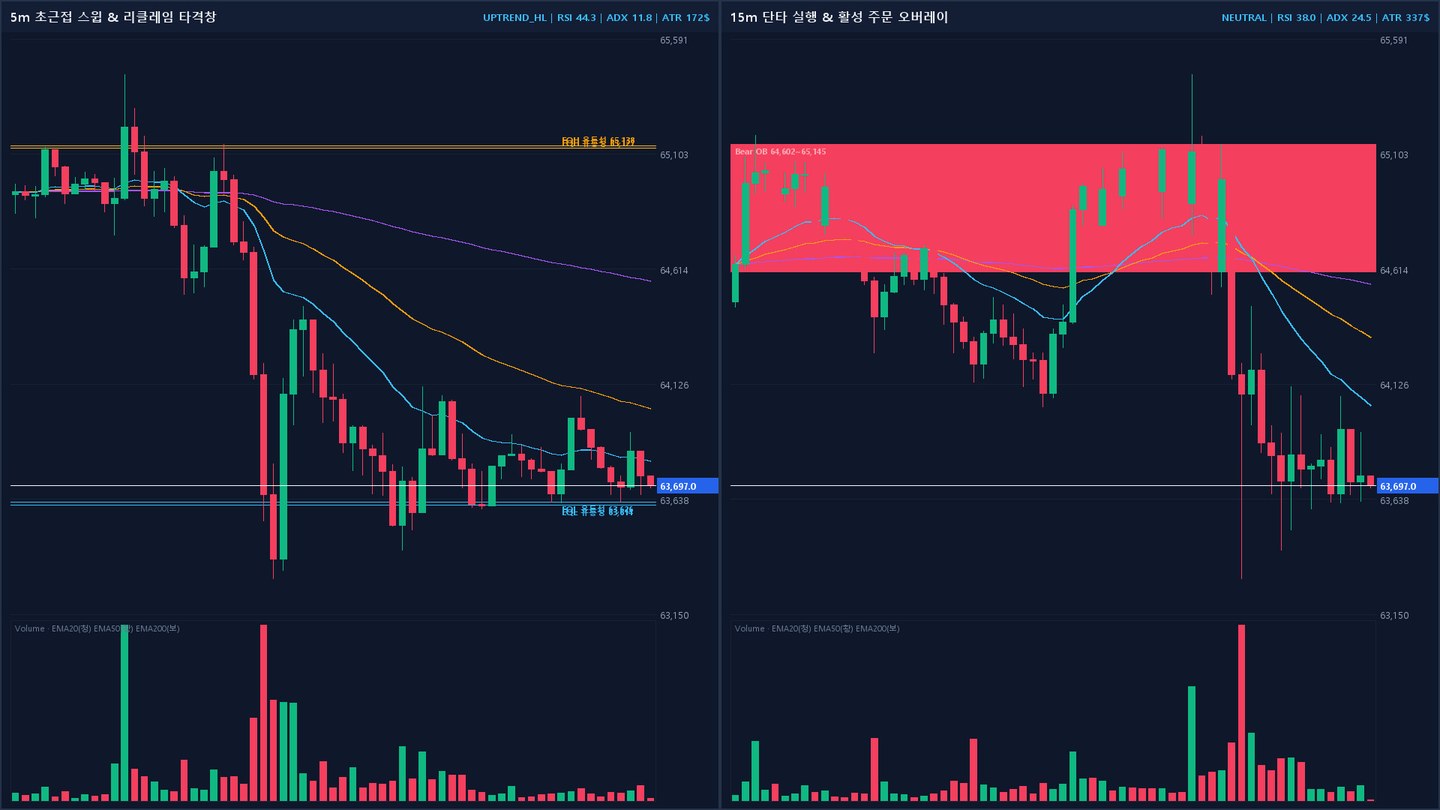 5m 초근접 스윕 & 리클레임 타격창
UPTREND_HL | RSI 44.3 | ADX 11.8 | ATR 172$
65,591
65,103
64,614
64,126
63,697.0
63,638
63,150
Volume · EMA20(청) EMA50(황) EMA200(보)
15m 단타 실행 & 활성 주문 오버레이
NEUTRAL | RSI 38.0 | ADX 24.5 | ATR 337$
65,591
Bear OB 64,602~65,145
65,103
64,614
64,126
63,697.0
63,638
63,150
Volume · EMA20(청) EMA50(황) EMA200(보)